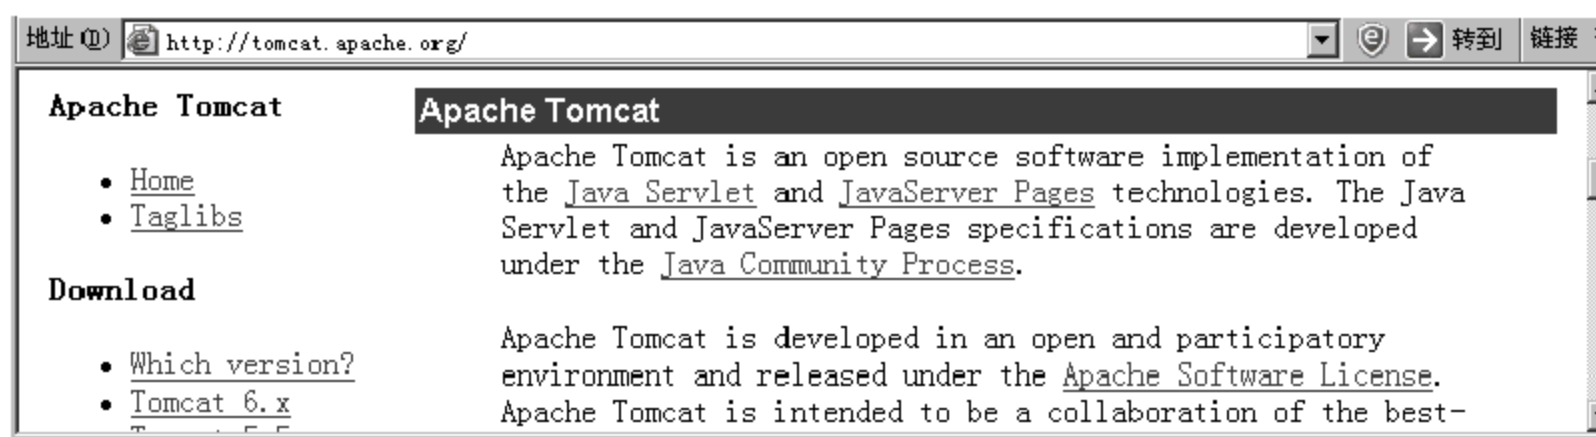 地址(D) http://tomcat.apache.org/ 转到 链接
Apache Tomcat
Home
Taglibs
Download
Which version?
Tomcat 6.x
Apache Tomcat
Apache Tomcat is an open source software implementation of
the Java Servlet and JavaServer Pages technologies. The Java
Servlet and JavaServer Pages specifications are developed
under the Java Community Process.
Apache Tomcat is developed in an open and participatory
environment and released under the Apache Software License.
Apache Tomcat is intended to be a collaboration of the best-